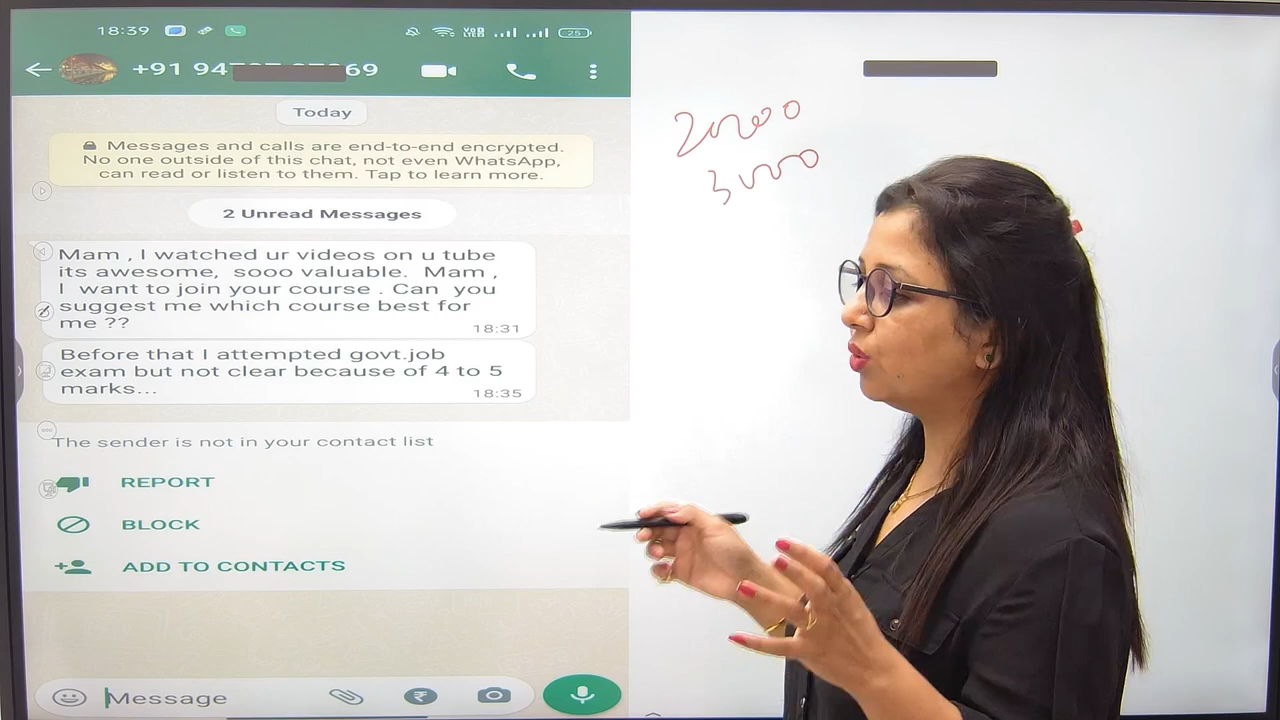 18:39
VoD
LTE
25
+91 94
69
Today
Messages and calls are end-to-end encrypted.
No one outside of this chat, not even WhatsApp,
can read or listen to them. Tap to learn more.
2 Unread Messages
Mam , I watched ur videos on u tube
its awesome, sooo valuable. Mam ,
I want to join your course . Can you
suggest me which course best for
me ??
18:31
Before that I attempted govt.job
exam but not clear because of 4 to 5
marks...
18:35
The sender is not in your contact list
REPORT
BLOCK
ADD TO CONTACTS
Message
20000
3000